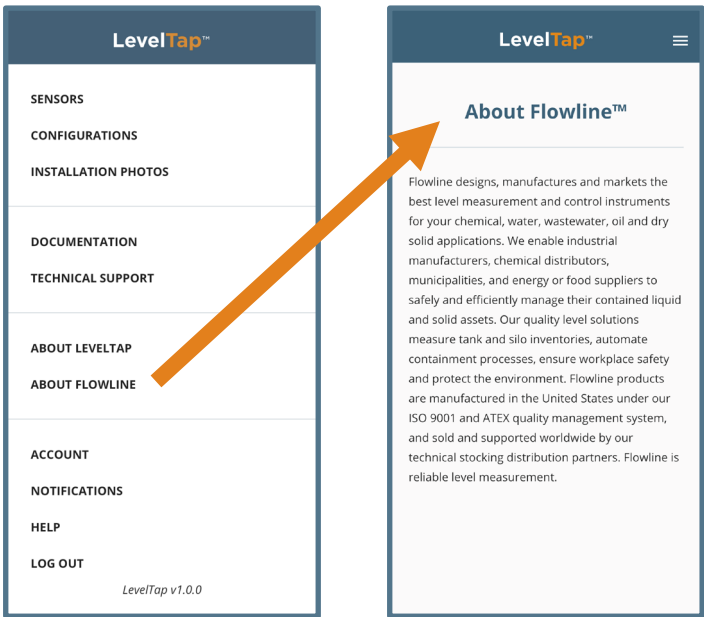 LevelTap™
SENSORS
CONFIGURATIONS
INSTALLATION PHOTOS
DOCUMENTATION
TECHNICAL SUPPORT
ABOUT LEVELTAP
ABOUT FLOWLINE
ACCOUNT
NOTIFICATIONS
HELP
LOG OUT
LevelTap v1.0.0
LevelTap™
About Flowline™
Flowline designs, manufactures and markets the
best level measurement and control instruments
for your chemical, water, wastewater, oil and dry
solid applications. We enable industrial
manufacturers, chemical distributors,
municipalities, and energy or food suppliers to
safely and efficiently manage their contained liquid
and solid assets. Our quality level solutions
measure tank and silo inventories, automate
containment processes, ensure workplace safety
and protect the environment. Flowline products
are manufactured in the United States under our
ISO 9001 and ATEX quality management system,
and sold and supported worldwide by our
technical stocking distribution partners. Flowline is
reliable level measurement.